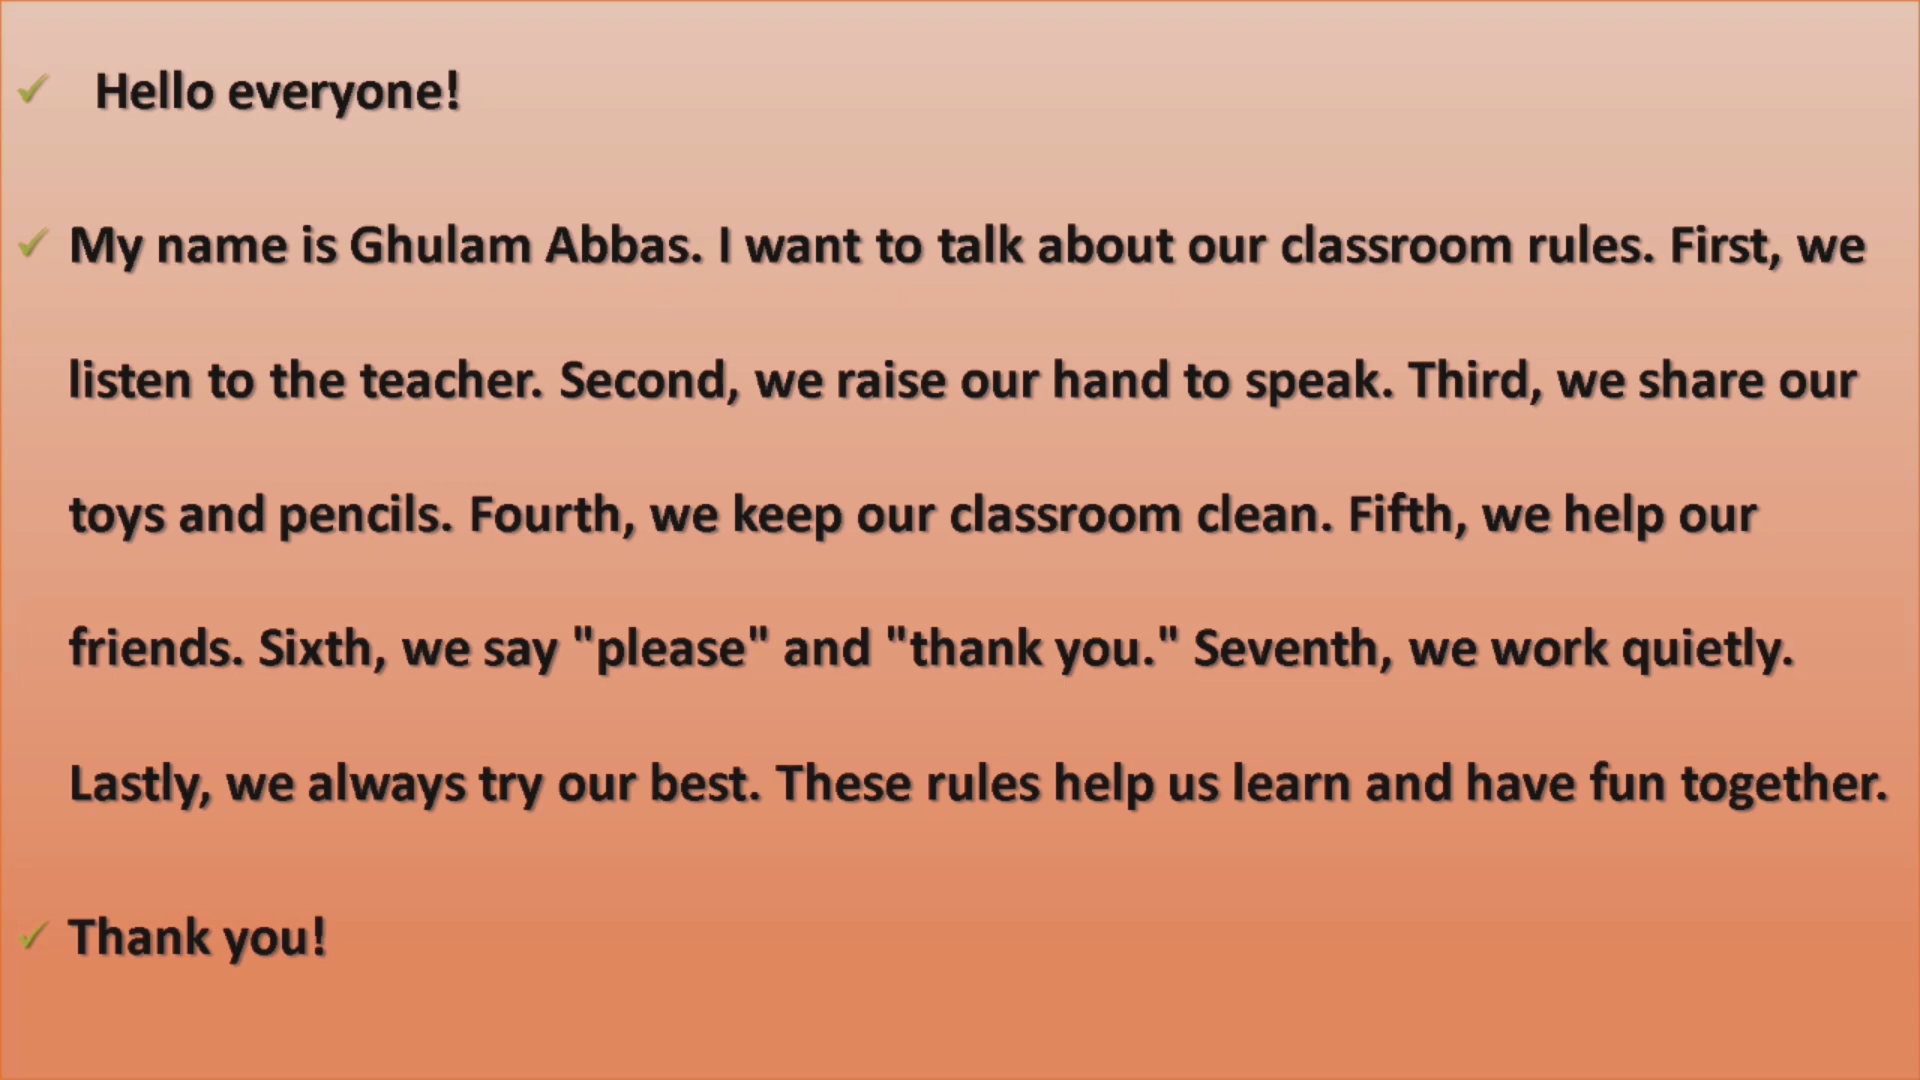 Hello everyone!
My name is Ghulam Abbas. I want to talk about our classroom rules. First, we
listen to the teacher. Second, we raise our hand to speak. Third, we share our
toys and pencils. Fourth, we keep our classroom clean. Fifth, we help our
friends. Sixth, we say "please" and "thank you." Seventh, we work quietly.
Lastly, we always try our best. These rules help us learn and have fun together.
Thank you!